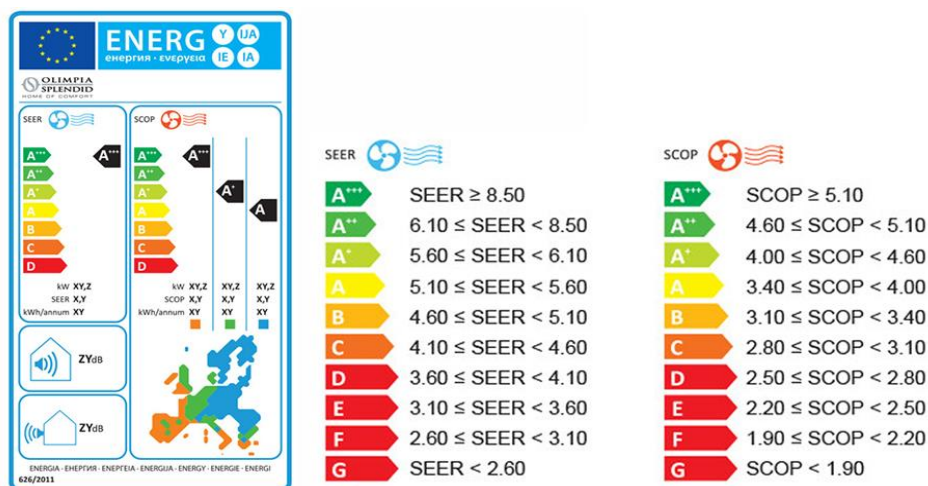 ENERG Y IJA
енергия · ενεργεια IE IA
OLIMPIA
SPLENDID
HOME OF COMFORT
SEER
A+++ A+++
A++
A+
A
B
C
D
kW XY,Z
SEER X,Y
kWh/annum XY
SCOP
A+++ A+++
A++
A+ A+
A A
B
C
D
kW XY,Z XY,Z XY,Z
SCOP X,Y X,Y X,Y
kWh/annum XY XY XY
ZYdB
ZYdB
ENERGIA · ЕНЕРГИЯ · ΕΝΕΡΓΕΙΑ · ENERGIJA · ENERGY · ENERGIE · ENERGI
626/2011
SEER
A+++ SEER ≥ 8.50
A++ 6.10 ≤ SEER < 8.50
A+ 5.60 ≤ SEER < 6.10
A 5.10 ≤ SEER < 5.60
B 4.60 ≤ SEER < 5.10
C 4.10 ≤ SEER < 4.60
D 3.60 ≤ SEER < 4.10
E 3.10 ≤ SEER < 3.60
F 2.60 ≤ SEER < 3.10
G SEER < 2.60
SCOP
A+++ SCOP ≥ 5.10
A++ 4.60 ≤ SCOP < 5.10
A+ 4.00 ≤ SCOP < 4.60
A 3.40 ≤ SCOP < 4.00
B 3.10 ≤ SCOP < 3.40
C 2.80 ≤ SCOP < 3.10
D 2.50 ≤ SCOP < 2.80
E 2.20 ≤ SCOP < 2.50
F 1.90 ≤ SCOP < 2.20
G SCOP < 1.90